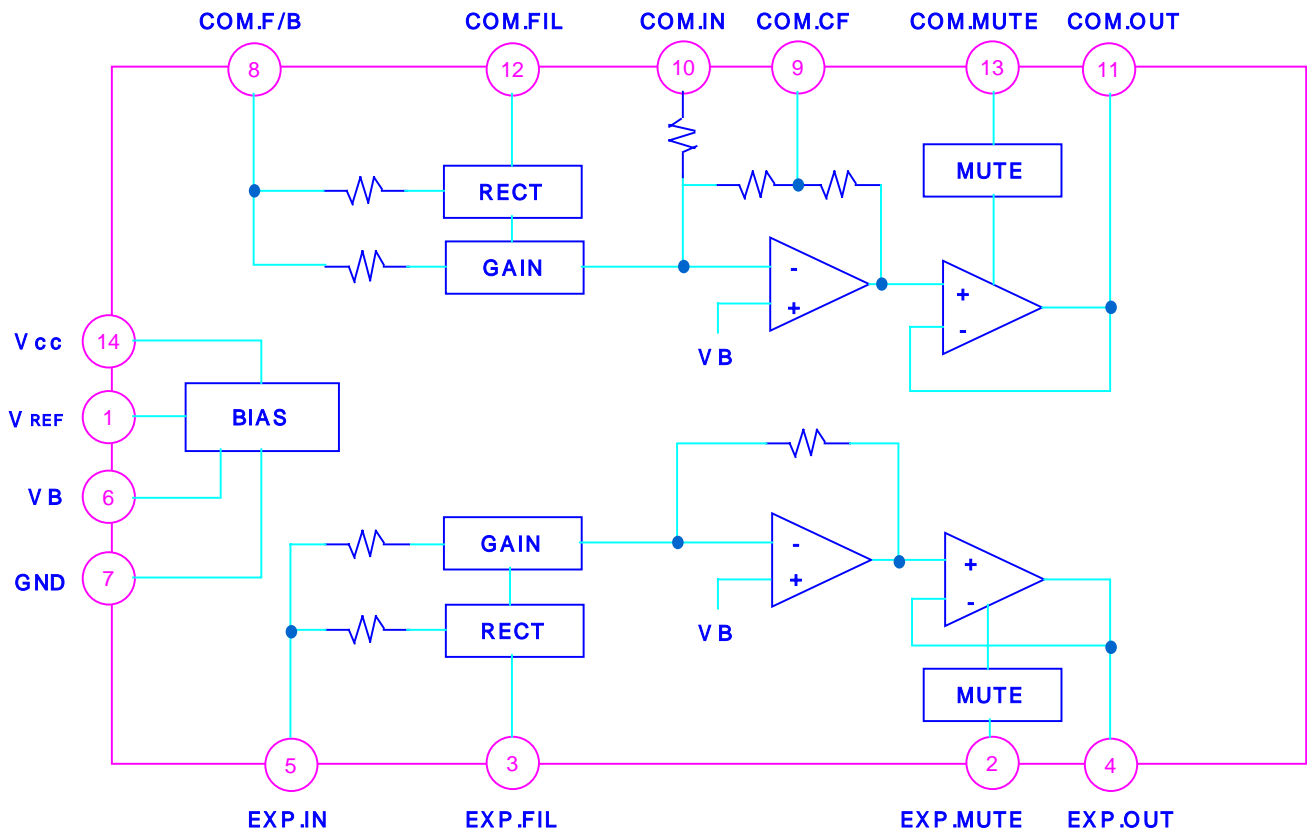 COM.F/B COM.FIL COM.IN COM.CF COM.MUTE COM.OUT
8 12 10 9 13 11
MUTE
RECT
GAIN
-
+
+
-
VB
Vcc 14
VREF 1 BIAS
VB 6
GND 7
GAIN
-
+
+
-
RECT
VB
MUTE
5 3 2 4
EXP.IN EXP.FIL EXP.MUTE EXP.OUT